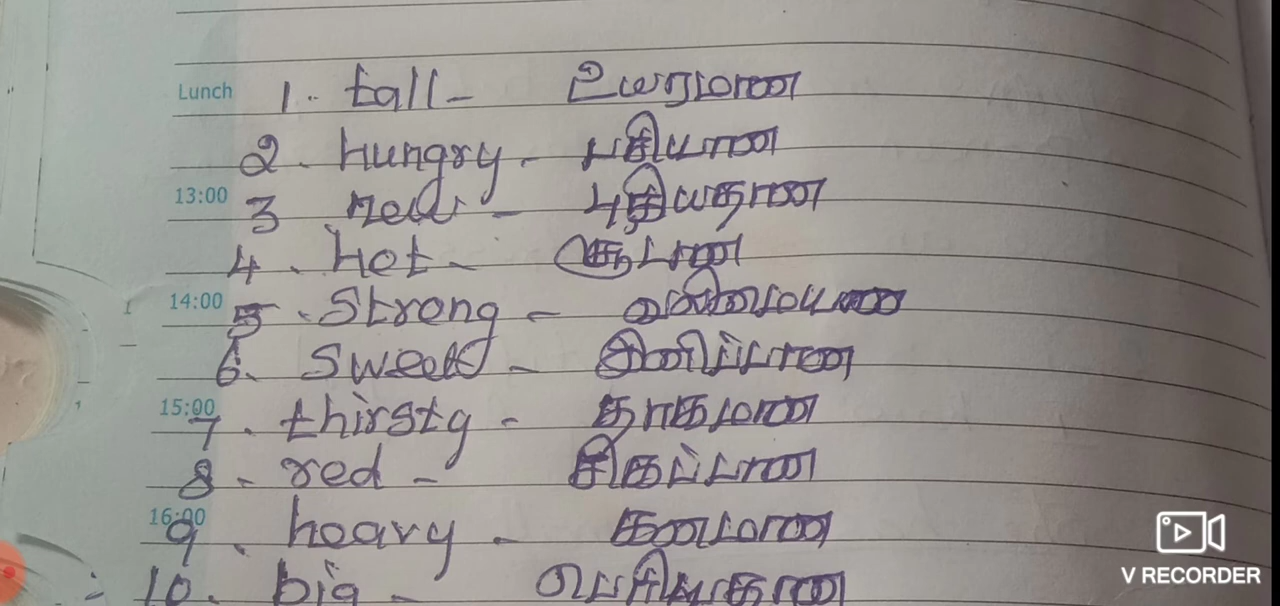 Lunch 1. tall - உயரமான
2. hungry - பசியான
13:00 3 new - புதியதான
4. hot - சூடான
14:00 5. Strong - வலிமையான
6. Sweet - இனிப்பான
15:00 7. thirsty - தாகமான
8. red - சிகப்பான
16:00 9. heavy - கனமான
10. big - பெரியதான
V RECORDER